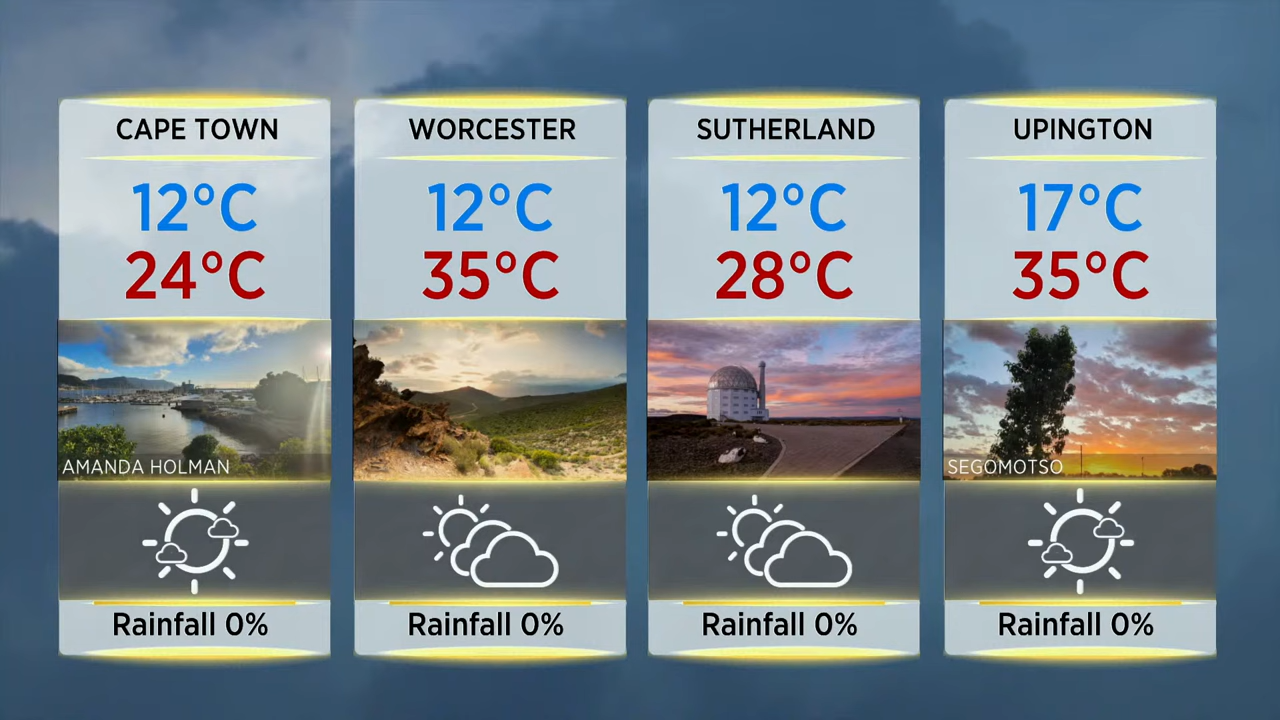 CAPE TOWN
12°C
24°C
AMANDA HOLMAN
Rainfall 0%
WORCESTER
12°C
35°C
Rainfall 0%
SUTHERLAND
12°C
28°C
Rainfall 0%
UPINGTON
17°C
35°C
SEGOMOTSO
Rainfall 0%